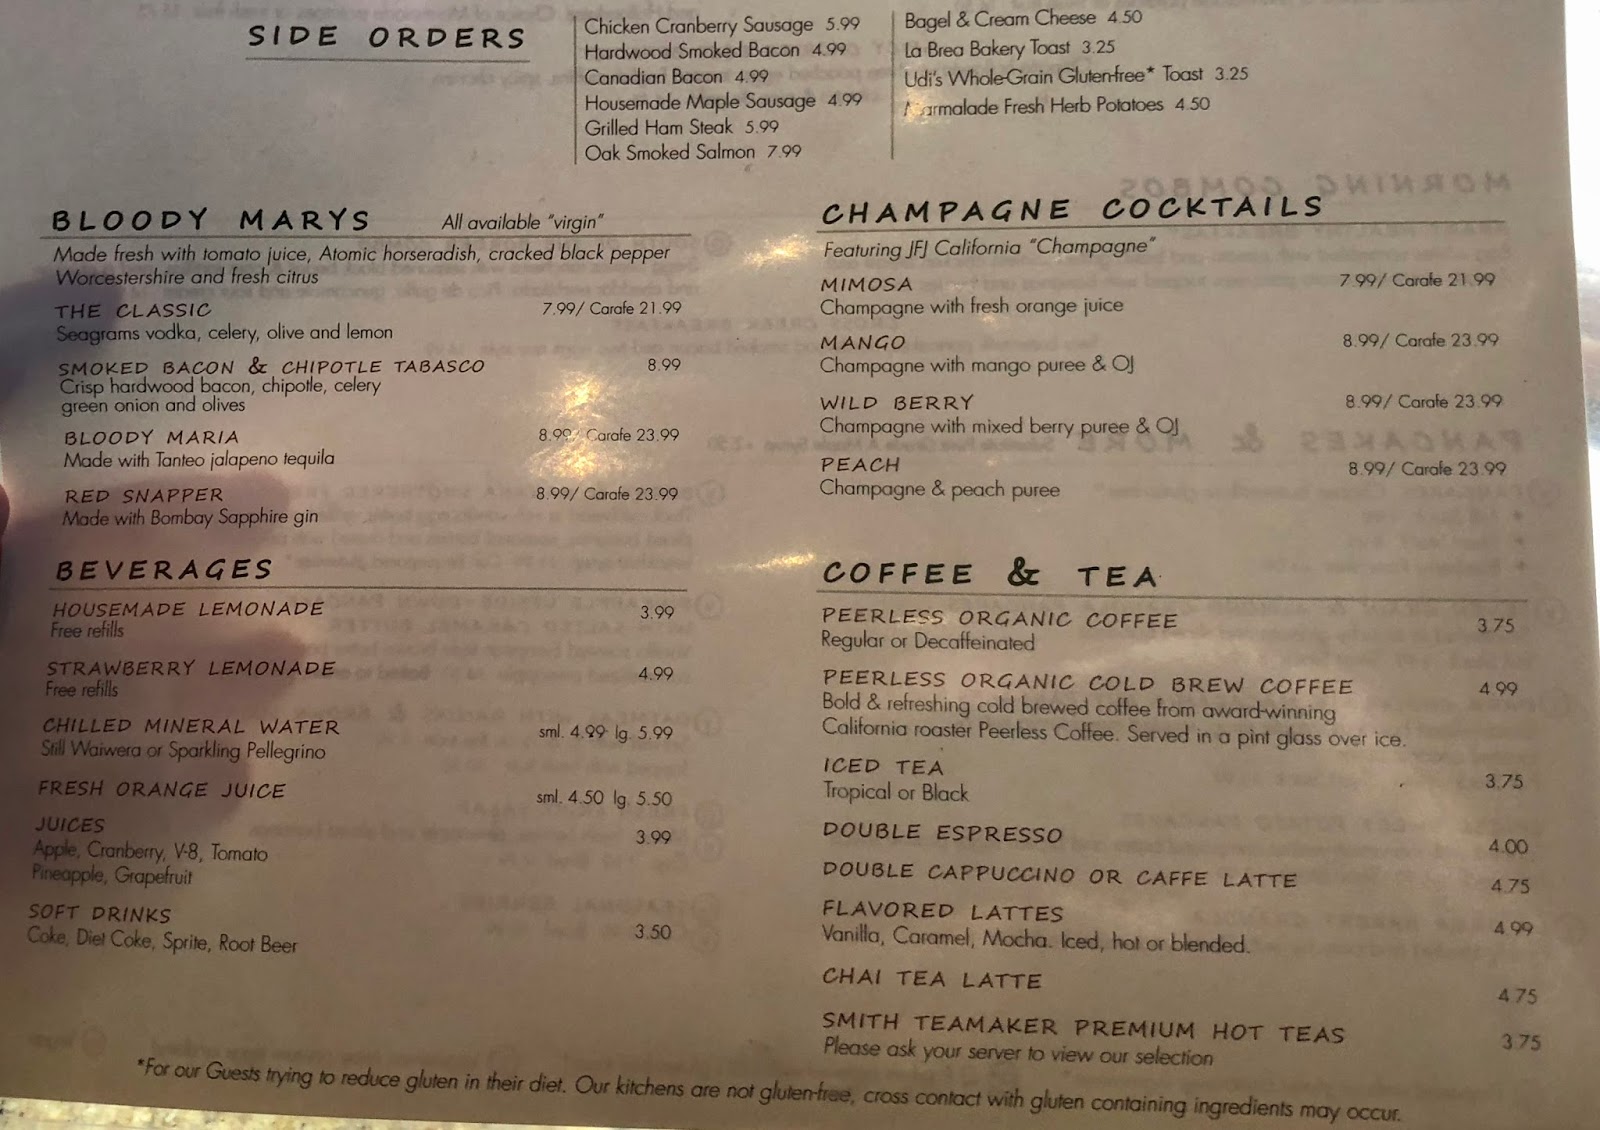 SIDE ORDERS
Chicken Cranberry Sausage 5.99
Hardwood Smoked Bacon 4.99
Canadian Bacon 4.99
Housemade Maple Sausage 4.99
Grilled Ham Steak 5.99
Oak Smoked Salmon 7.99
Bagel & Cream Cheese 4.50
La Brea Bakery Toast 3.25
Udi's Whole-Grain Gluten-free* Toast 3.25
Marmalade Fresh Herb Potatoes 4.50
BLOODY MARYS All available "virgin"
Made fresh with tomato juice, Atomic horseradish, cracked black pepper
Worcestershire and fresh citrus
THE CLASSIC 7.99/ Carafe 21.99
Seagrams vodka, celery, olive and lemon
SMOKED BACON & CHIPOTLE TABASCO 8.99
Crisp hardwood bacon, chipotle, celery
green onion and olives
BLOODY MARIA 8.99/ Carafe 23.99
Made with Tanteo jalapeno tequila
RED SNAPPER 8.99/ Carafe 23.99
Made with Bombay Sapphire gin
CHAMPAGNE COCKTAILS
Featuring JFJ California "Champagne"
MIMOSA 7.99/ Carafe 21.99
Champagne with fresh orange juice
MANGO 8.99/ Carafe 23.99
Champagne with mango puree & OJ
WILD BERRY 8.99/ Carafe 23.99
Champagne with mixed berry puree & OJ
PEACH 8.99/ Carafe 23.99
Champagne & peach puree
BEVERAGES
HOUSEMADE LEMONADE 3.99
Free refills
STRAWBERRY LEMONADE 4.99
Free refills
CHILLED MINERAL WATER sml. 4.99 lg. 5.99
Still Waiwera or Sparkling Pellegrino
FRESH ORANGE JUICE sml. 4.50 lg. 5.50
JUICES 3.99
Apple, Cranberry, V-8, Tomato
Pineapple, Grapefruit
SOFT DRINKS 3.50
Coke, Diet Coke, Sprite, Root Beer
COFFEE & TEA
PEERLESS ORGANIC COFFEE 3.75
Regular or Decaffeinated
PEERLESS ORGANIC COLD BREW COFFEE 4.99
Bold & refreshing cold brewed coffee from award-winning
California roaster Peerless Coffee. Served in a pint glass over ice.
ICED TEA 3.75
Tropical or Black
DOUBLE ESPRESSO 4.00
DOUBLE CAPPUCCINO OR CAFFE LATTE 4.75
FLAVORED LATTES 4.99
Vanilla, Caramel, Mocha. Iced, hot or blended.
CHAI TEA LATTE 4.75
SMITH TEAMAKER PREMIUM HOT TEAS 3.75
Please ask your server to view our selection
*For our Guests trying to reduce gluten in their diet. Our kitchens are not gluten-free, cross contact with gluten containing ingredients may occur.